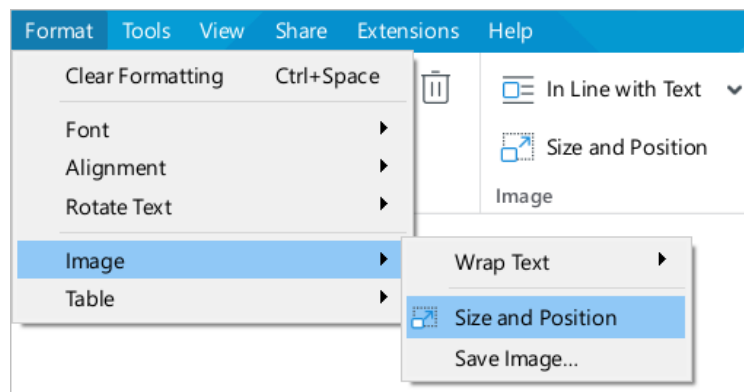 Format Tools View Share Extensions Help
Clear Formatting Ctrl+Space
Font
Alignment
Rotate Text
Image
Table
In Line with Text
Size and Position
Image
Wrap Text
Size and Position
Save Image...